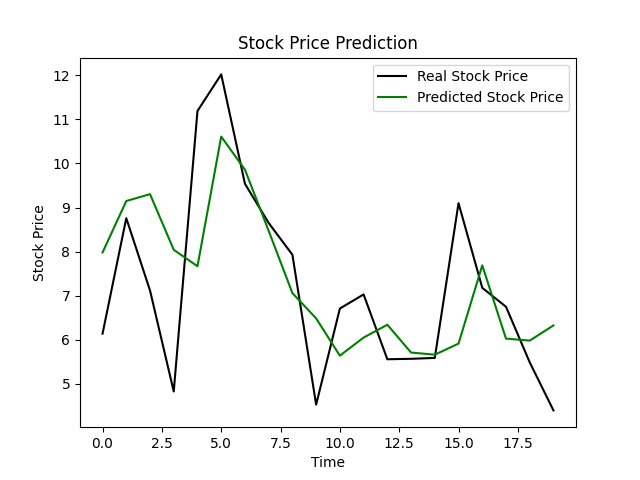 Stock Price Prediction
Real Stock Price
Predicted Stock Price
Stock Price
12
11
10
9
8
7
6
5
0.0 2.5 5.0 7.5 10.0 12.5 15.0 17.5
Time